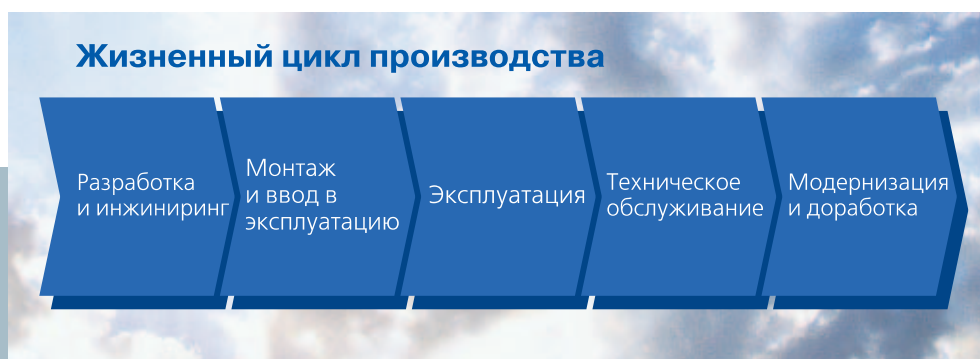 Жизненный цикл производства
Разработка
и инжиниринг
Монтаж
и ввод в
эксплуатацию
Эксплуатация
Техническое
обслуживание
Модернизация
и доработка